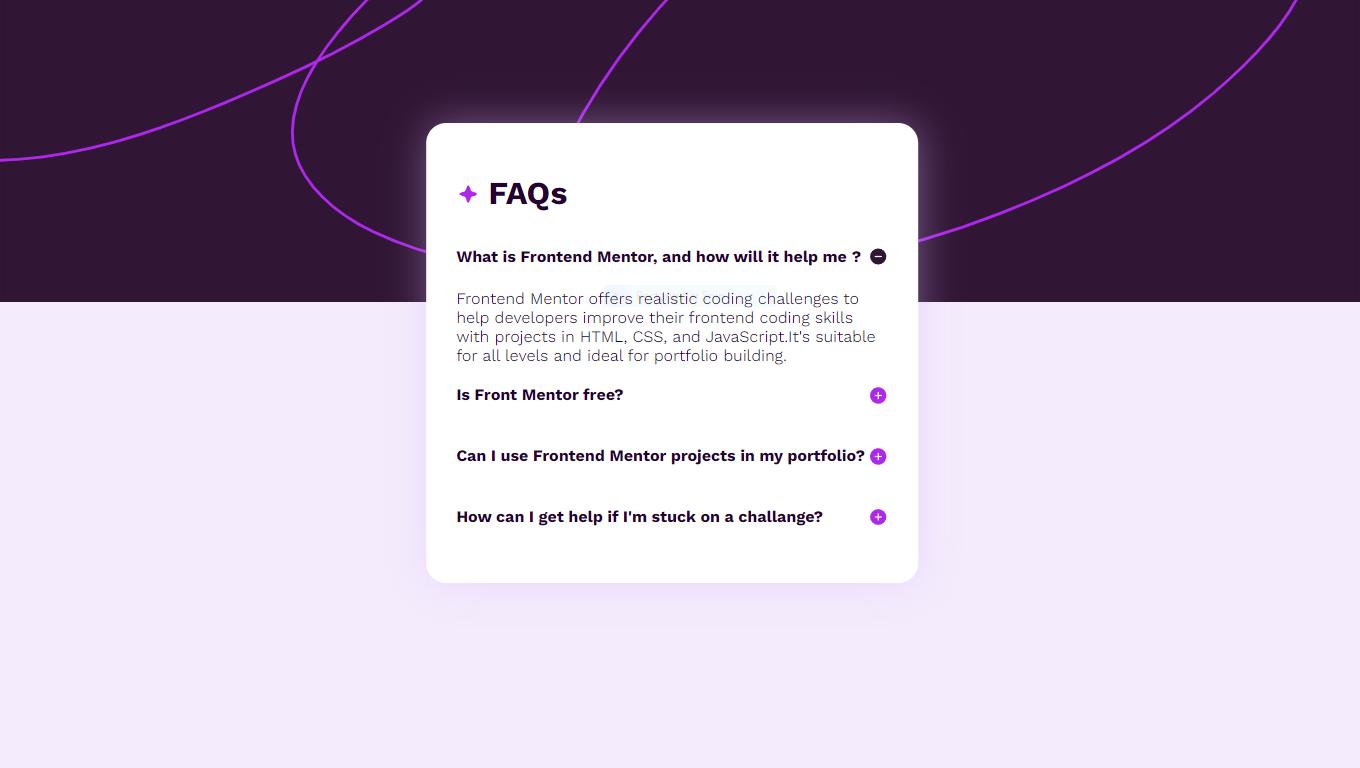 FAQs
What is Frontend Mentor, and how will it help me ?
Frontend Mentor offers realistic coding challenges to
help developers improve their frontend coding skills
with projects in HTML, CSS, and JavaScript.It's suitable
for all levels and ideal for portfolio building.
Is Front Mentor free?
Can I use Frontend Mentor projects in my portfolio?
How can I get help if I'm stuck on a challange?